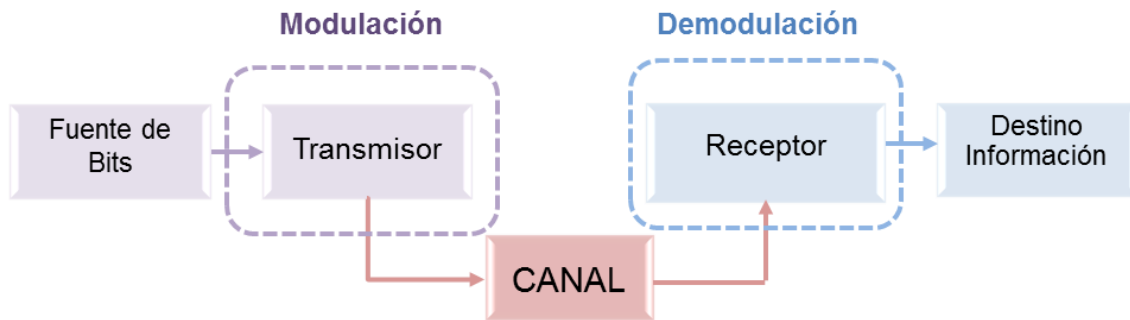 Modulación
Demodulación
Fuente de
Bits
Transmisor
Receptor
Destino
Información
CANAL